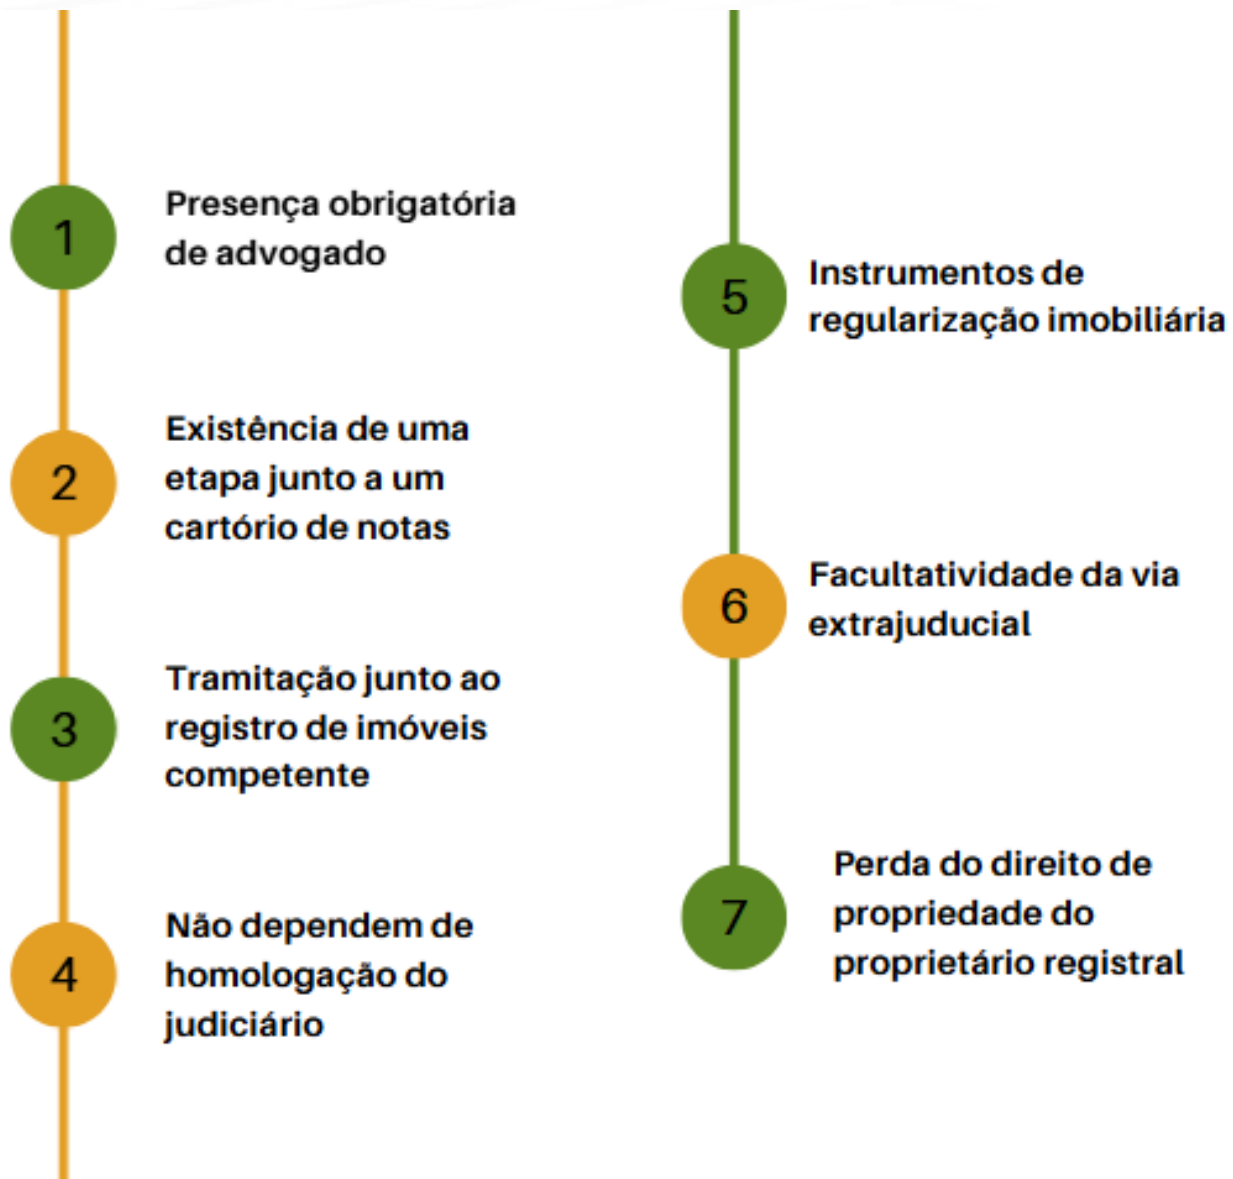 1
Presença obrigatória
de advogado
2
Existência de uma
etapa junto a um
cartório de notas
3
Tramitação junto ao
registro de imóveis
competente
4
Não dependem de
homologação do
judiciário
5
Instrumentos de
regularização imobiliária
6
Facultatividade da via
extrajuducial
7
Perda do direito de
propriedade do
proprietário registral